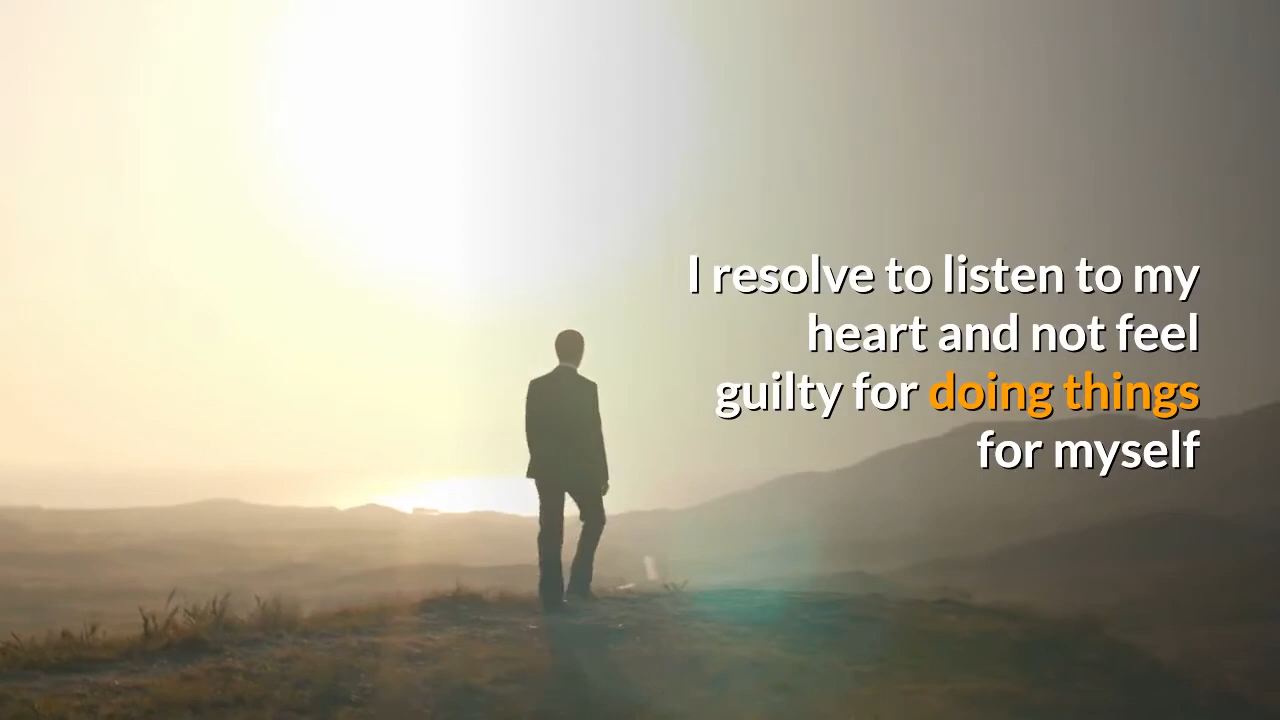 I resolve to listen to my
heart and not feel
guilty for doing things
for myself